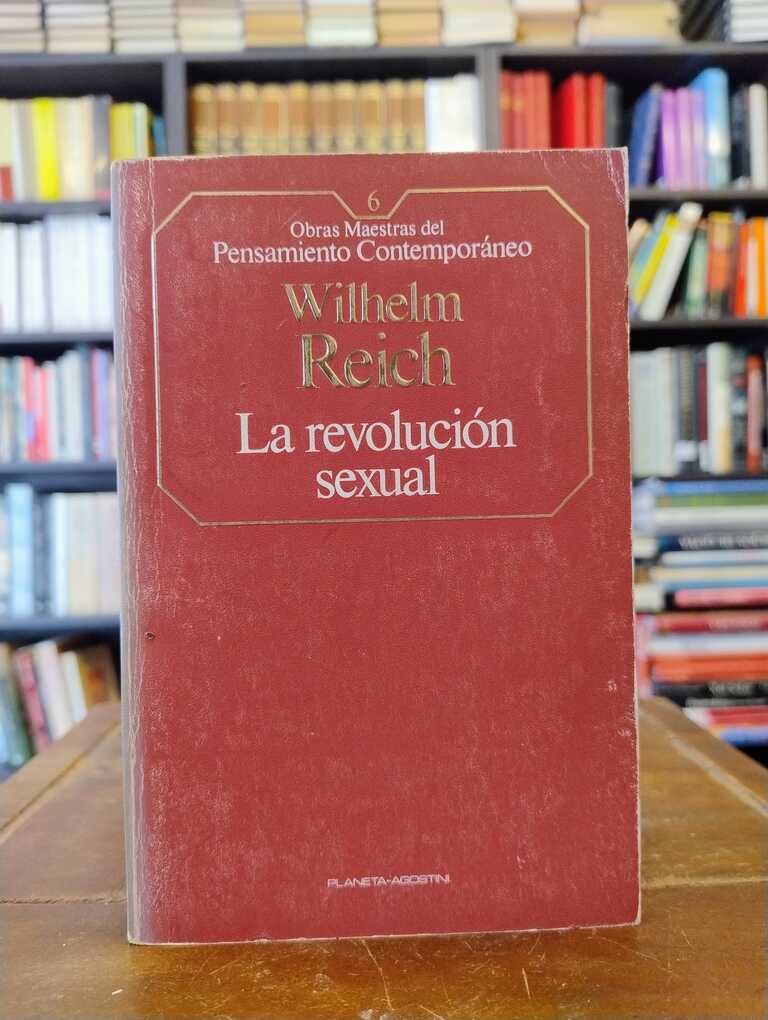 6
Obras Maestras del
Pensamiento Contemporáneo
Wilhelm
Reich
La revolución
sexual
PLANETA-AGOSTINI